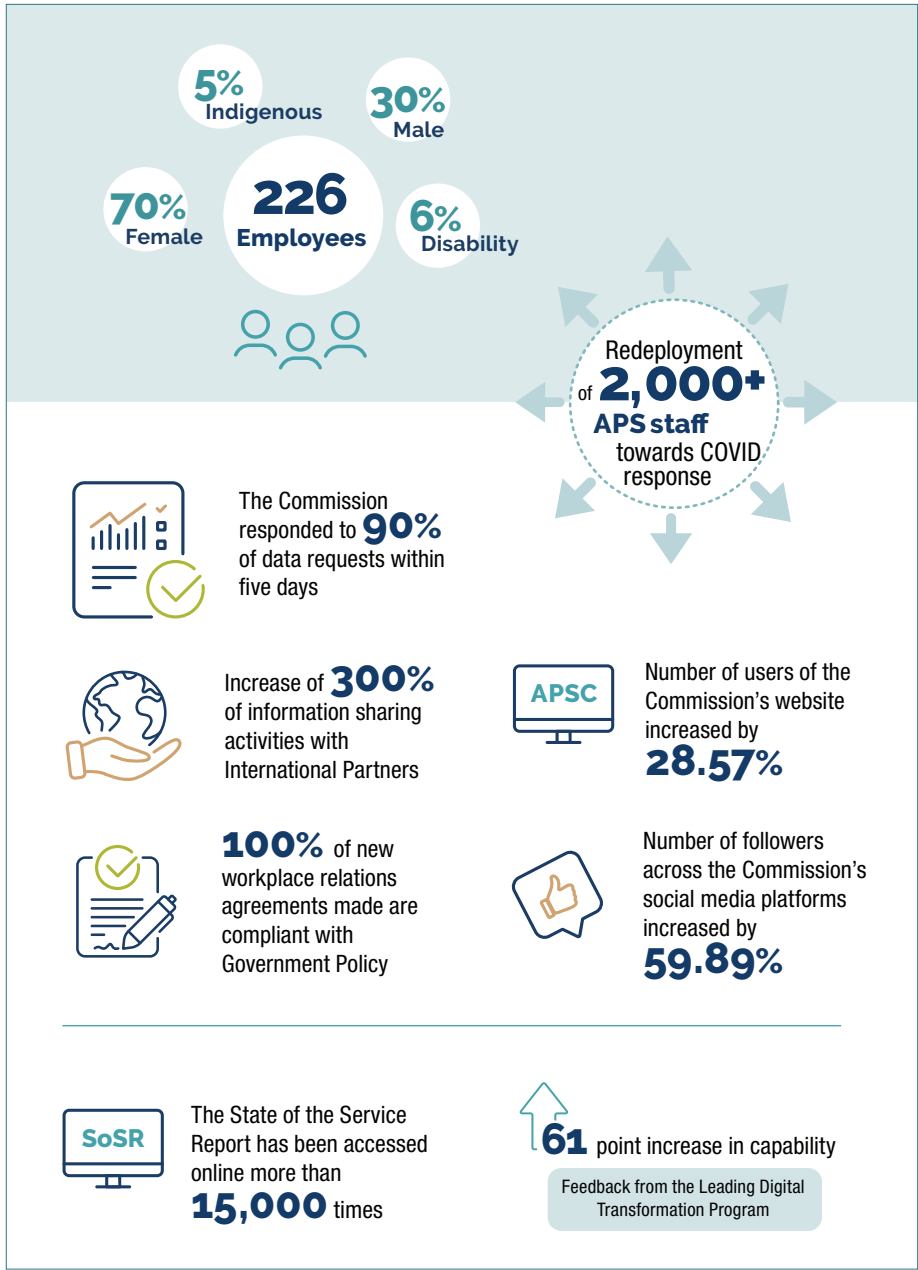 5%
Indigenous
30%
Male
70%
Female
226
Employees
6%
Disability
Redeployment
of 2,000+
APS staff
towards COVID
response
The Commission
responded to 90%
of data requests within
five days
Increase of 300%
of information sharing
activities with
International Partners
APSC
Number of users of the
Commission’s website
increased by
28.57%
100% of new
workplace relations
agreements made are
compliant with
Government Policy
Number of followers
across the Commission’s
social media platforms
increased by
59.89%
SoSR
The State of the Service
Report has been accessed
online more than
15,000 times
61 point increase in capability
Feedback from the Leading Digital
Transformation Program